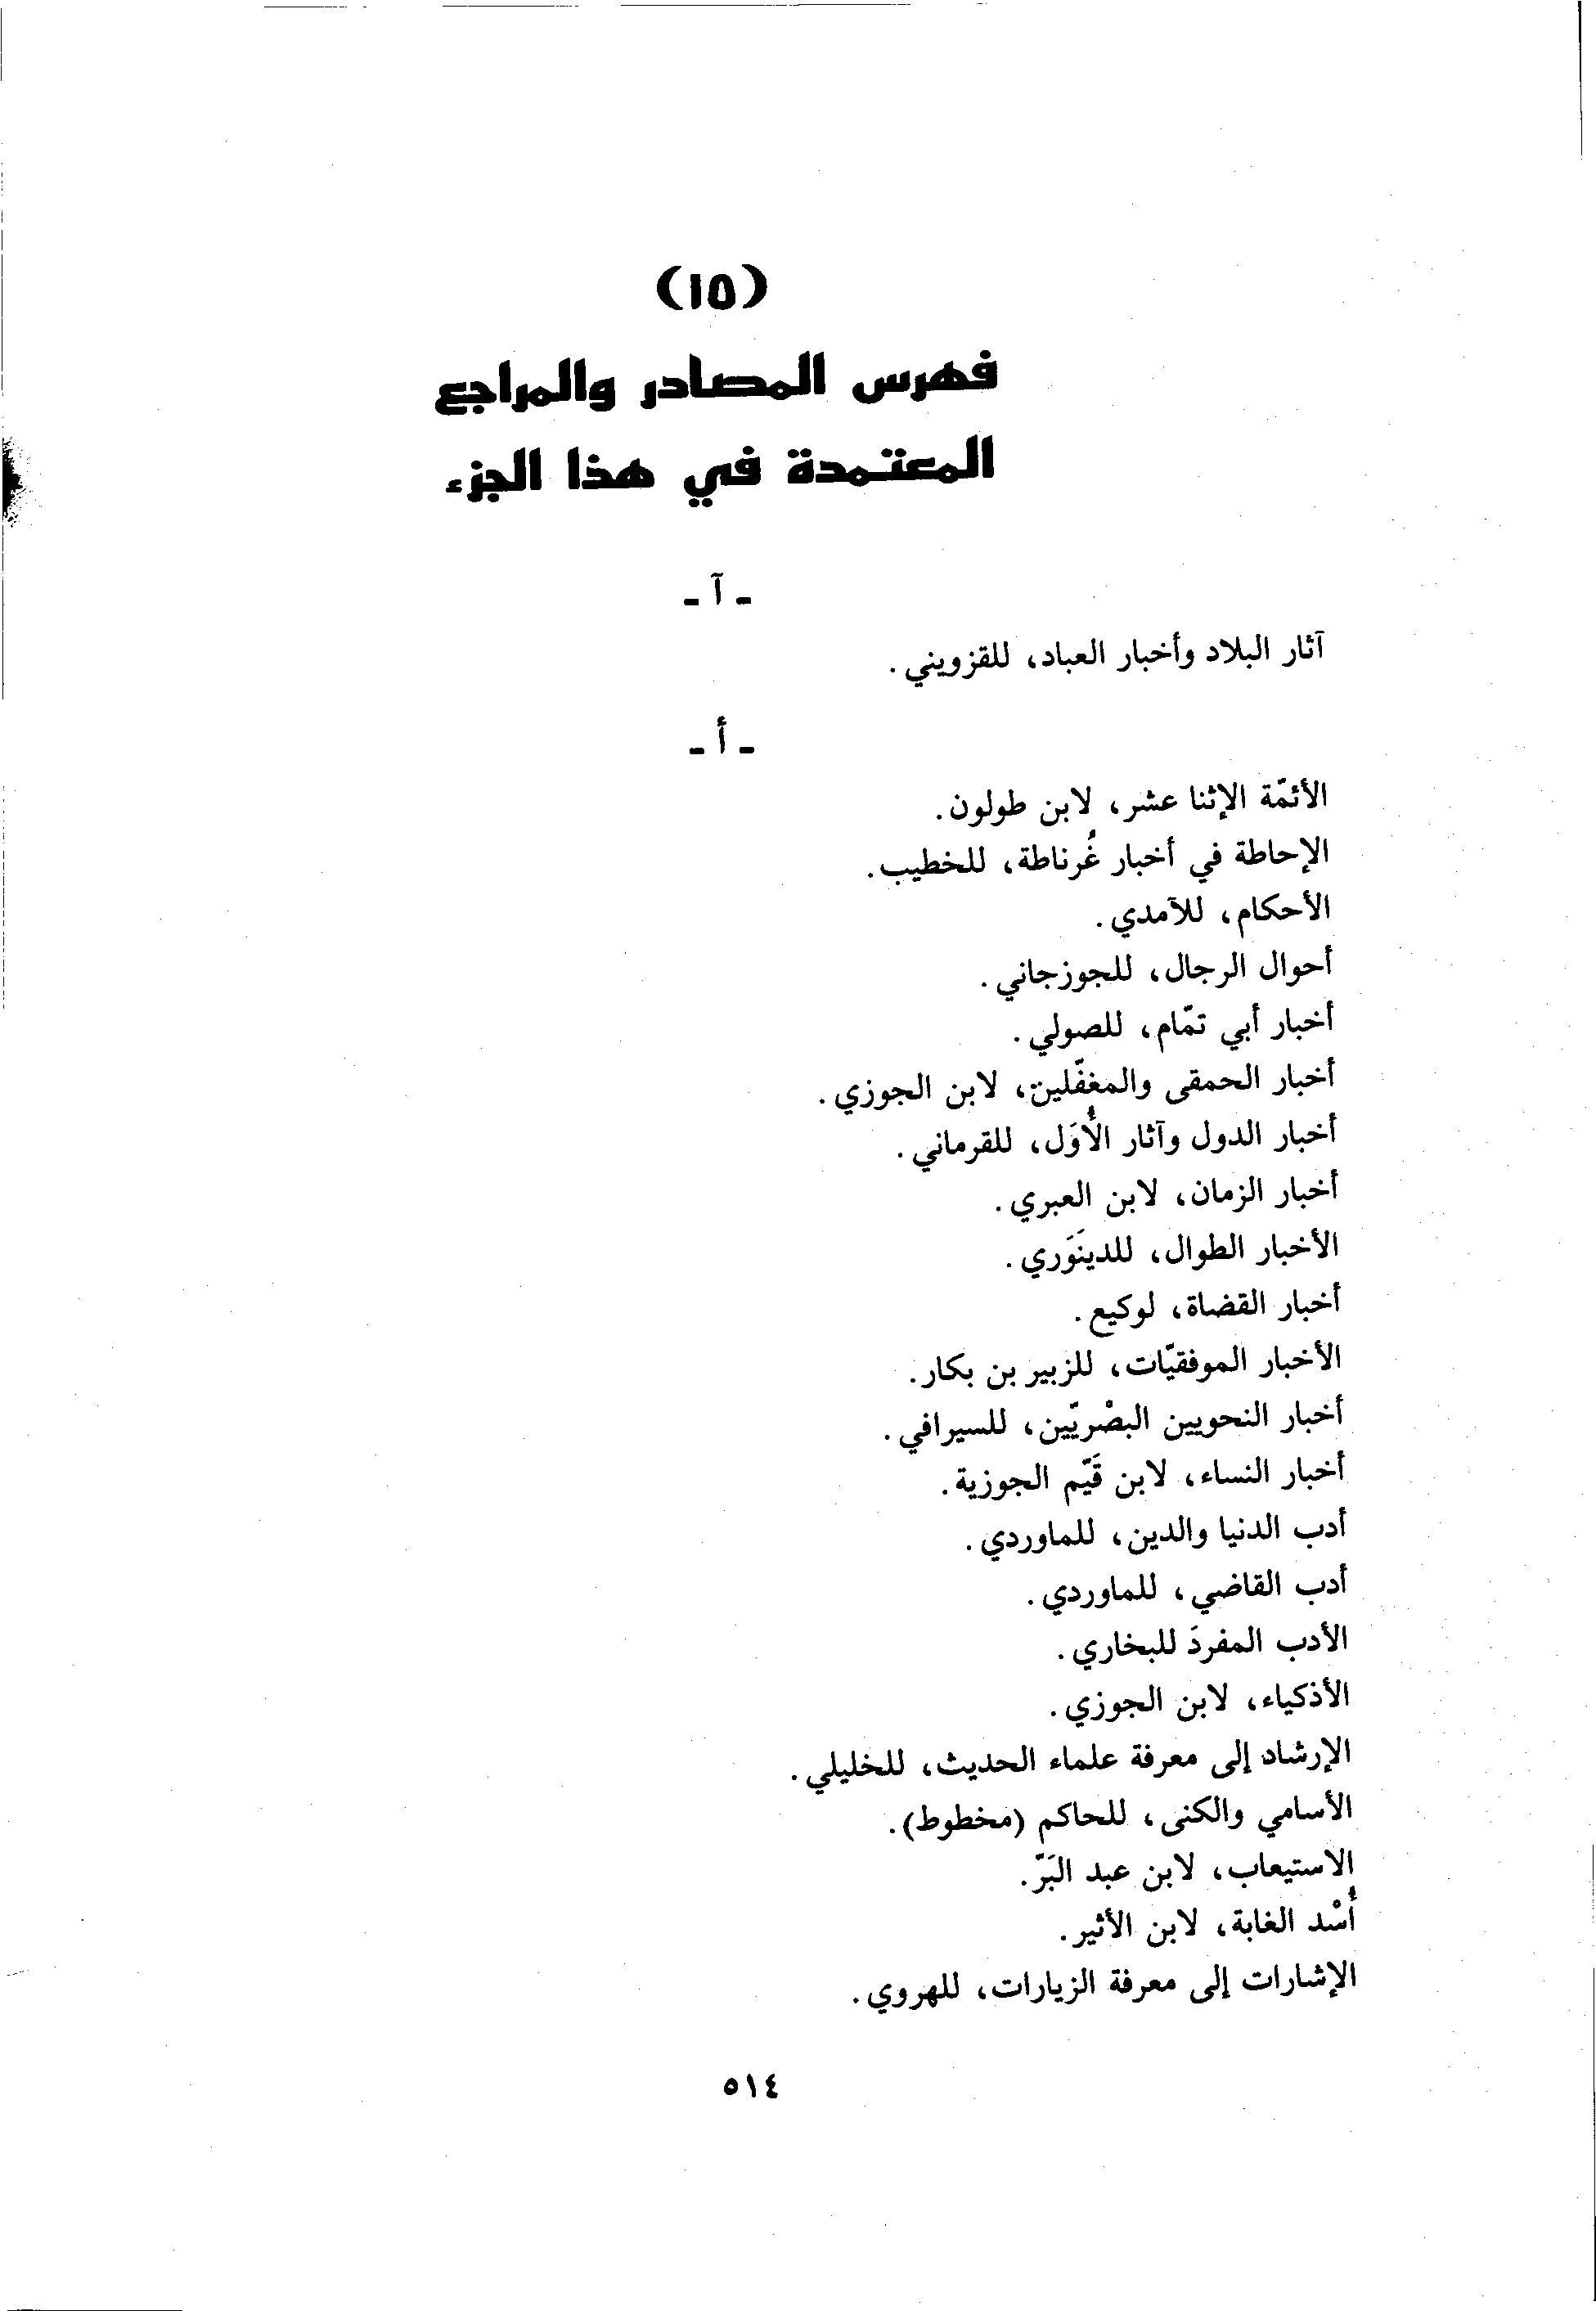 (١٥)
فهرس المصادر والمراجع
المعتمدة في هذا الجزء
ـ آ ـ
آثار البلاد وأخبار العباد، للقزويني.
ـ أ ـ
الأئمّة الإثنا عشر، لابن طولون.
الإحاطة في أخبار غُرناطة، للخطيب.
الأحكام، للآمدي.
أحوال الرجال، للجوزجاني.
أخبار أبي تمّام، للصولي.
أخبار الحمقى والمغفّلين، لابن الجوزي.
أخبار الدول وآثار الأُوَل، للقرماني.
أخبار الزمان، لابن العبري.
الأخبار الطوال، للدينَوَري.
أخبار القضاة، لوكيع.
الأخبار الموفقيّات، للزبير بن بكار.
أخبار النحويين البصْريّين، للسيرافي.
أخبار النساء، لابن قَيّم الجوزية.
أدب الدنيا والدين، للماوردي.
أدب القاضي، للماوردي.
الأدب المفردَ للبخاري.
الأذكياء، لابن الجوزي.
الإرشاد إلى معرفة علماء الحديث، للخليلي.
الأسامي والكنى، للحاكم (مخطوط).
الاستيعاب، لابن عبد البَرّ.
أُسْد الغابة، لابن الأثير.
الإشارات إلى معرفة الزيارات، للهروي.
٥١٤